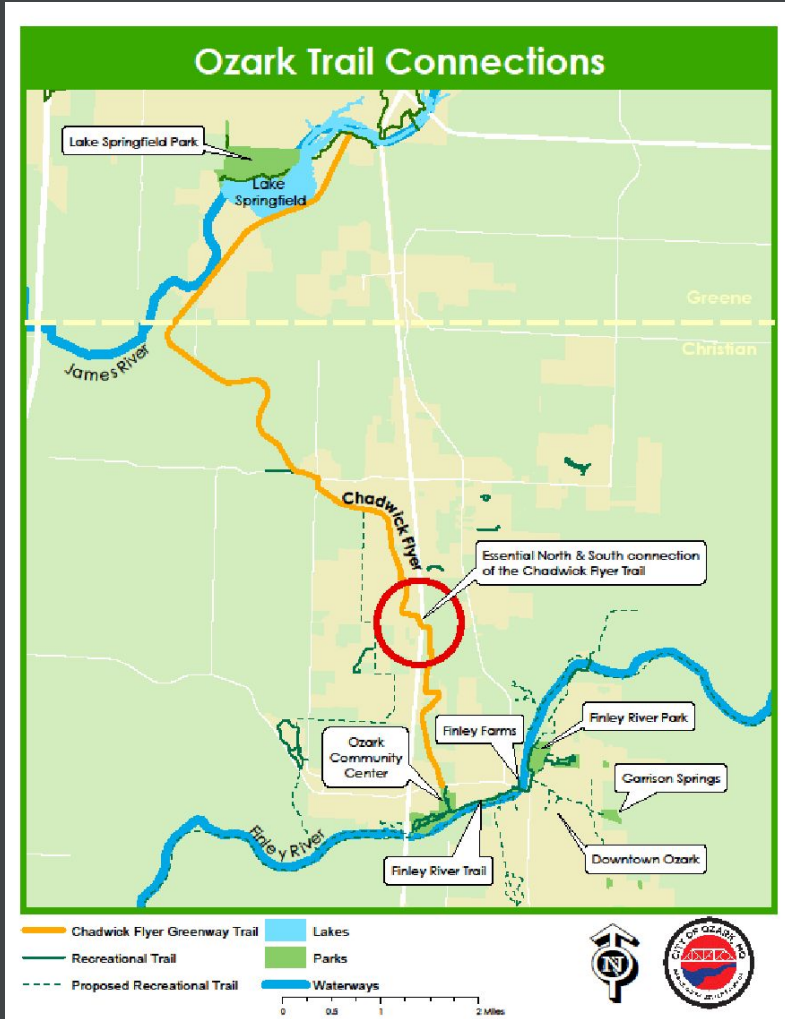 Ozark Trail Connections
Lake Springfield Park
Lake
Springfield
Greene
Christian
James River
Chadwick Flyer
Essential North & South connection
of the Chadwick Flyer Trail
Finley River Park
Finley Farms
Ozark
Community
Center
Garrison Springs
Finley River
Downtown Ozark
Finley River Trail
Chadwick Flyer Greenway Trail
Lakes
Recreational Trail
Parks
Proposed Recreational Trail
Waterways
0 0.5 1 2 Miles
N
CITY OF OZARK, MO